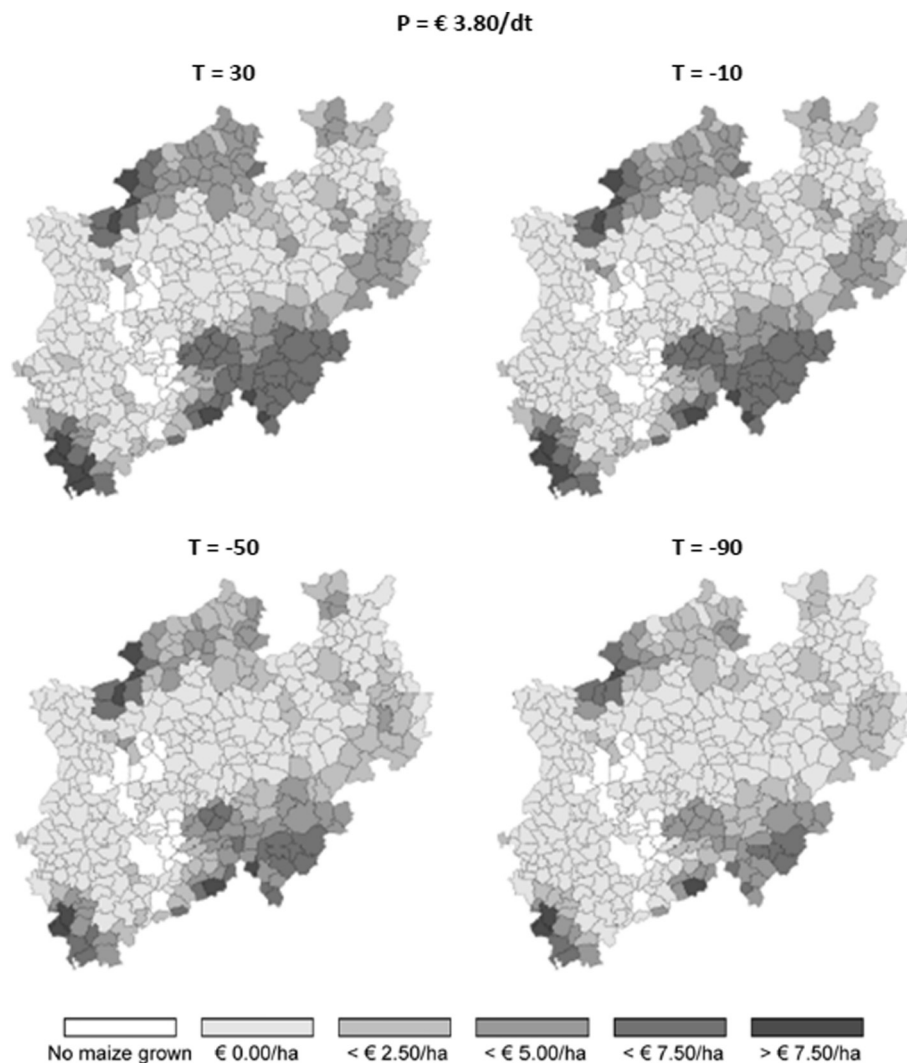 P = € 3.80/dt
T = 30
T = -10
T = -50
T = -90
No maize grown
€ 0.00/ha
< € 2.50/ha
< € 5.00/ha
< € 7.50/ha
> € 7.50/ha